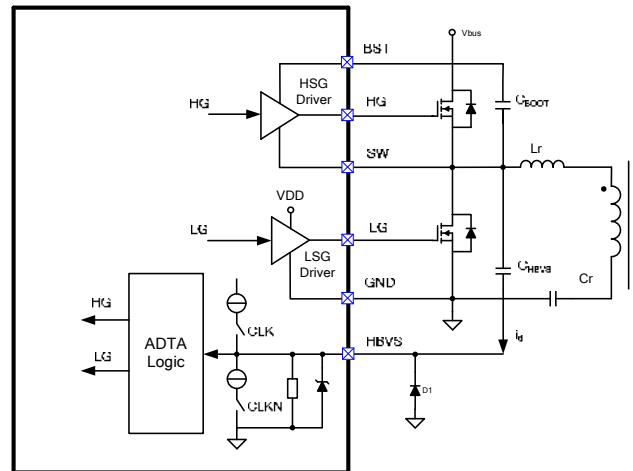 Vbus
BST
HSG
Driver
HG
HG
CBOOT
SW
Lr
VDD
LG
LG
LSG
Driver
CHBVS
GND
Cr
HG
ADTA
Logic
LG
CLK
HBVS
id
CLKN
D1